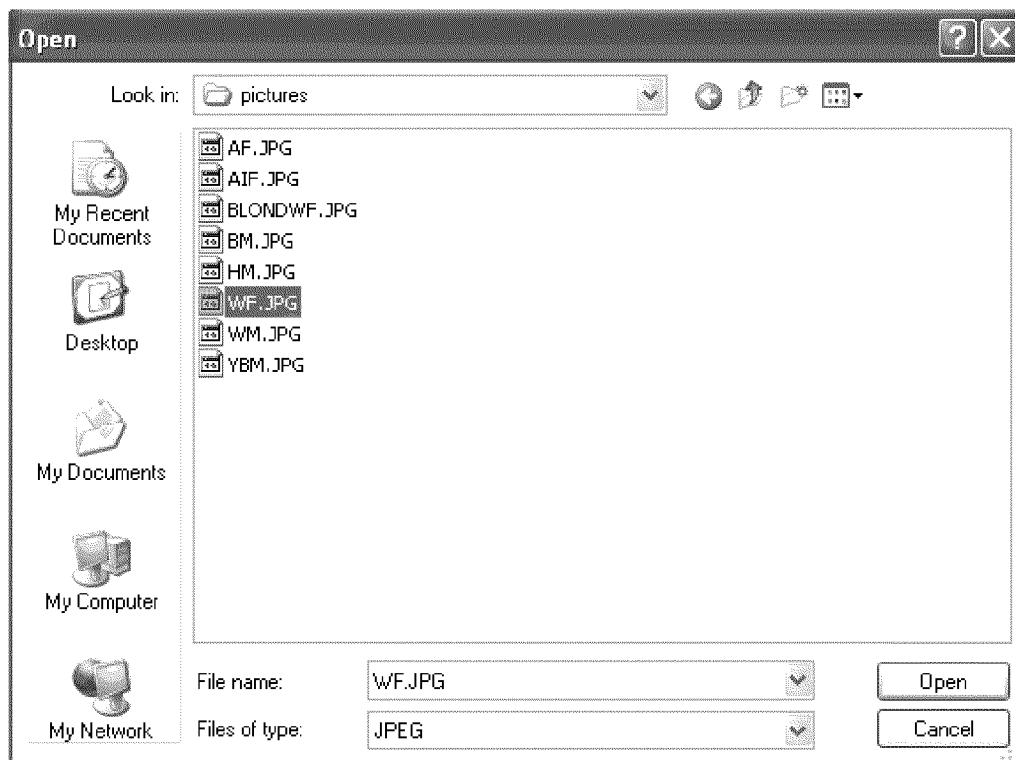 Open
Look in: pictures
My Recent
Documents
Desktop
My Documents
My Computer
My Network
AF.JPG
AIF.JPG
BLONDWF.JPG
BM.JPG
HM.JPG
WF.JPG
WM.JPG
YBM.JPG
File name: WF.JPG Open
Files of type: JPEG Cancel